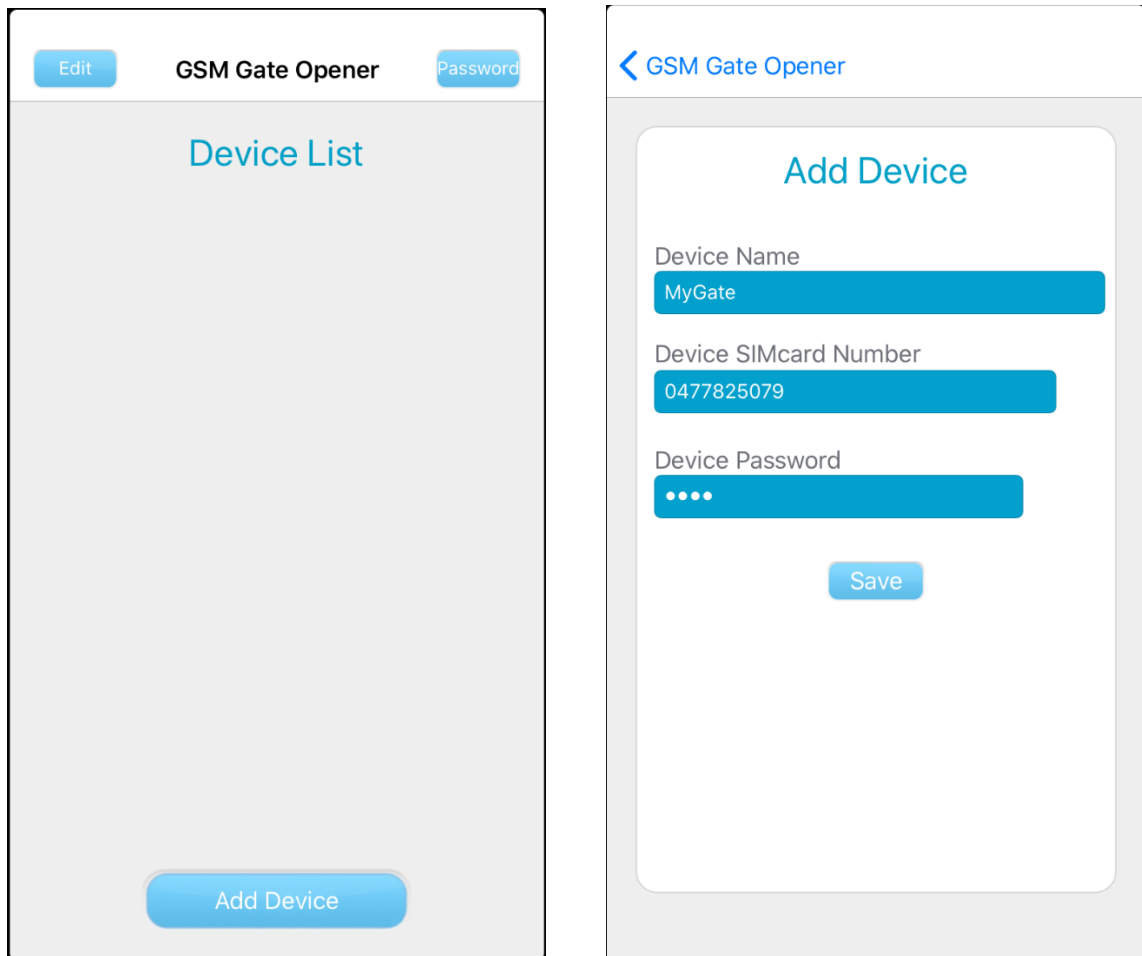 Edit
GSM Gate Opener
Password
Device List
Add Device
GSM Gate Opener
Add Device
Device Name
MyGate
Device SIMcard Number
0477825079
Device Password
••••
Save